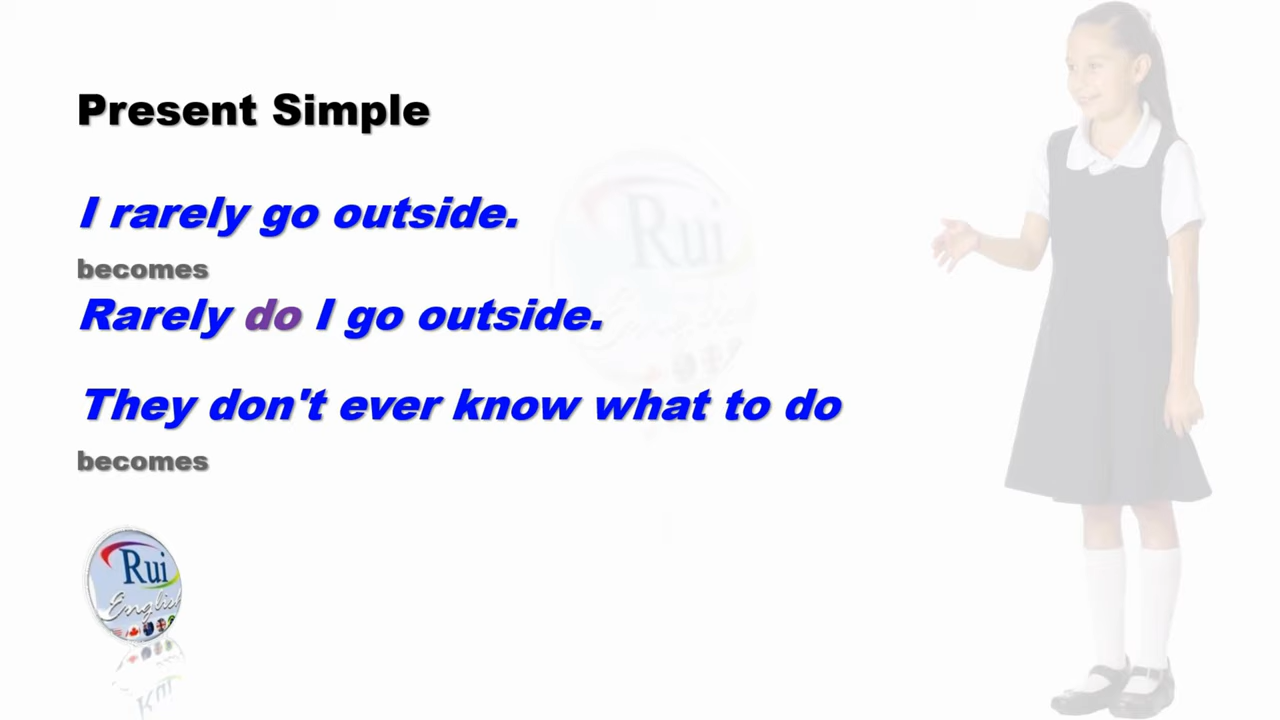 Present Simple
I rarely go outside.
becomes
Rarely do I go outside.
They don't ever know what to do
becomes
Rui
English